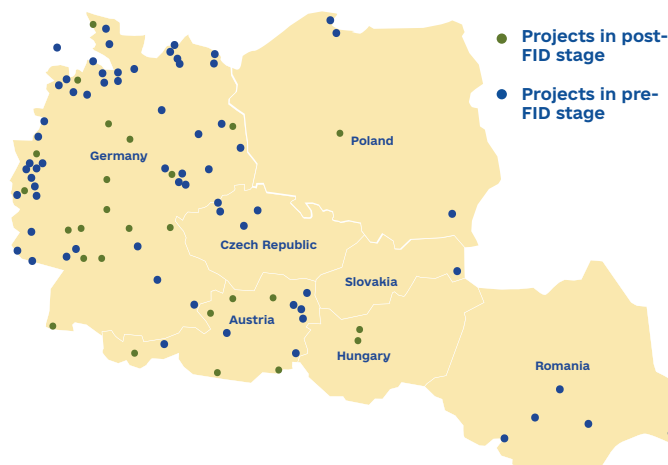 Projects in post-
FID stage
Projects in pre-
FID stage
Poland
Germany
Czech Republic
Slovakia
Austria
Hungary
Romania